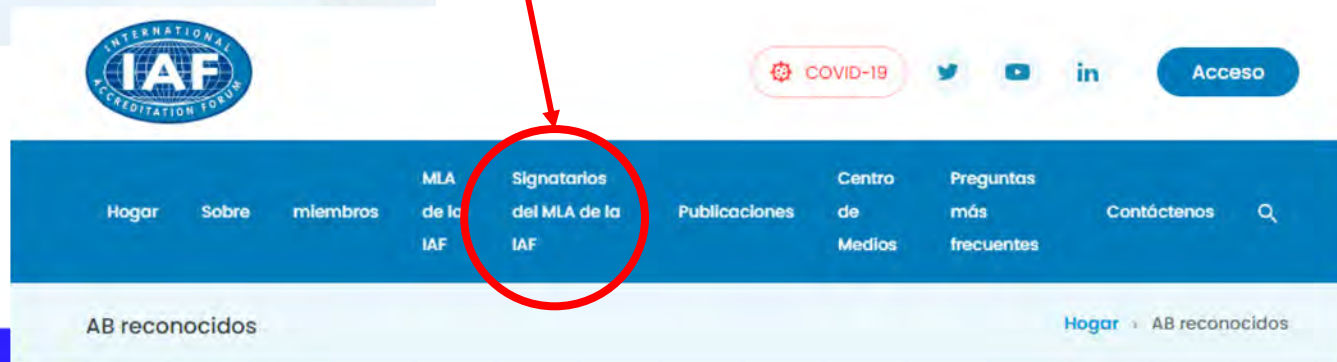 INTERNATIONAL
IAF
ACCREDITATION FORUM
COVID-19
in
Acceso
Hogar
Sobre
miembros
MLA
de la
IAF
Signatarios
del MLA de la
IAF
Publicaciones
Centro
de
Medios
Preguntas
más
frecuentes
Contáctenos
AB reconocidos
Hogar › AB reconocidos